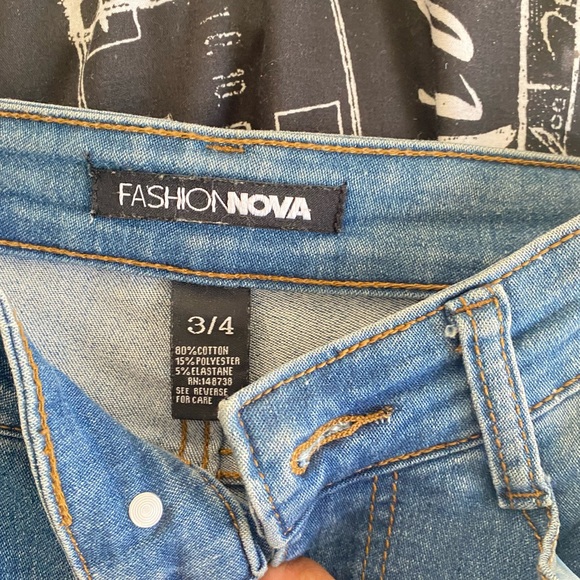 FASHIONNOVA
3/4
80%COTTON
15%POLYESTER
5%ELASTANE
RN:148738
SEE REVERSE
FOR CARE